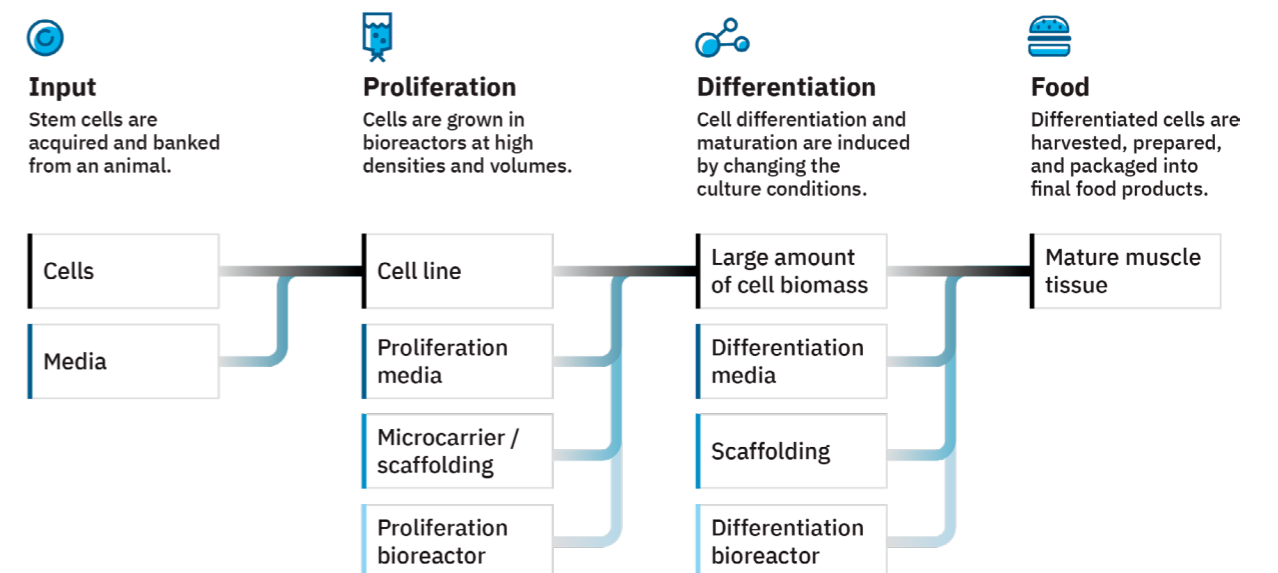 Input
Stem cells are
acquired and banked
from an animal.
Proliferation
Cells are grown in
bioreactors at high
densities and volumes.
Differentiation
Cell differentiation and
maturation are induced
by changing the
culture conditions.
Food
Differentiated cells are
harvested, prepared,
and packaged into
final food products.
Cells
Media
Cell line
Proliferation
media
Microcarrier /
scaffolding
Proliferation
bioreactor
Large amount
of cell biomass
Differentiation
media
Scaffolding
Differentiation
bioreactor
Mature muscle
tissue